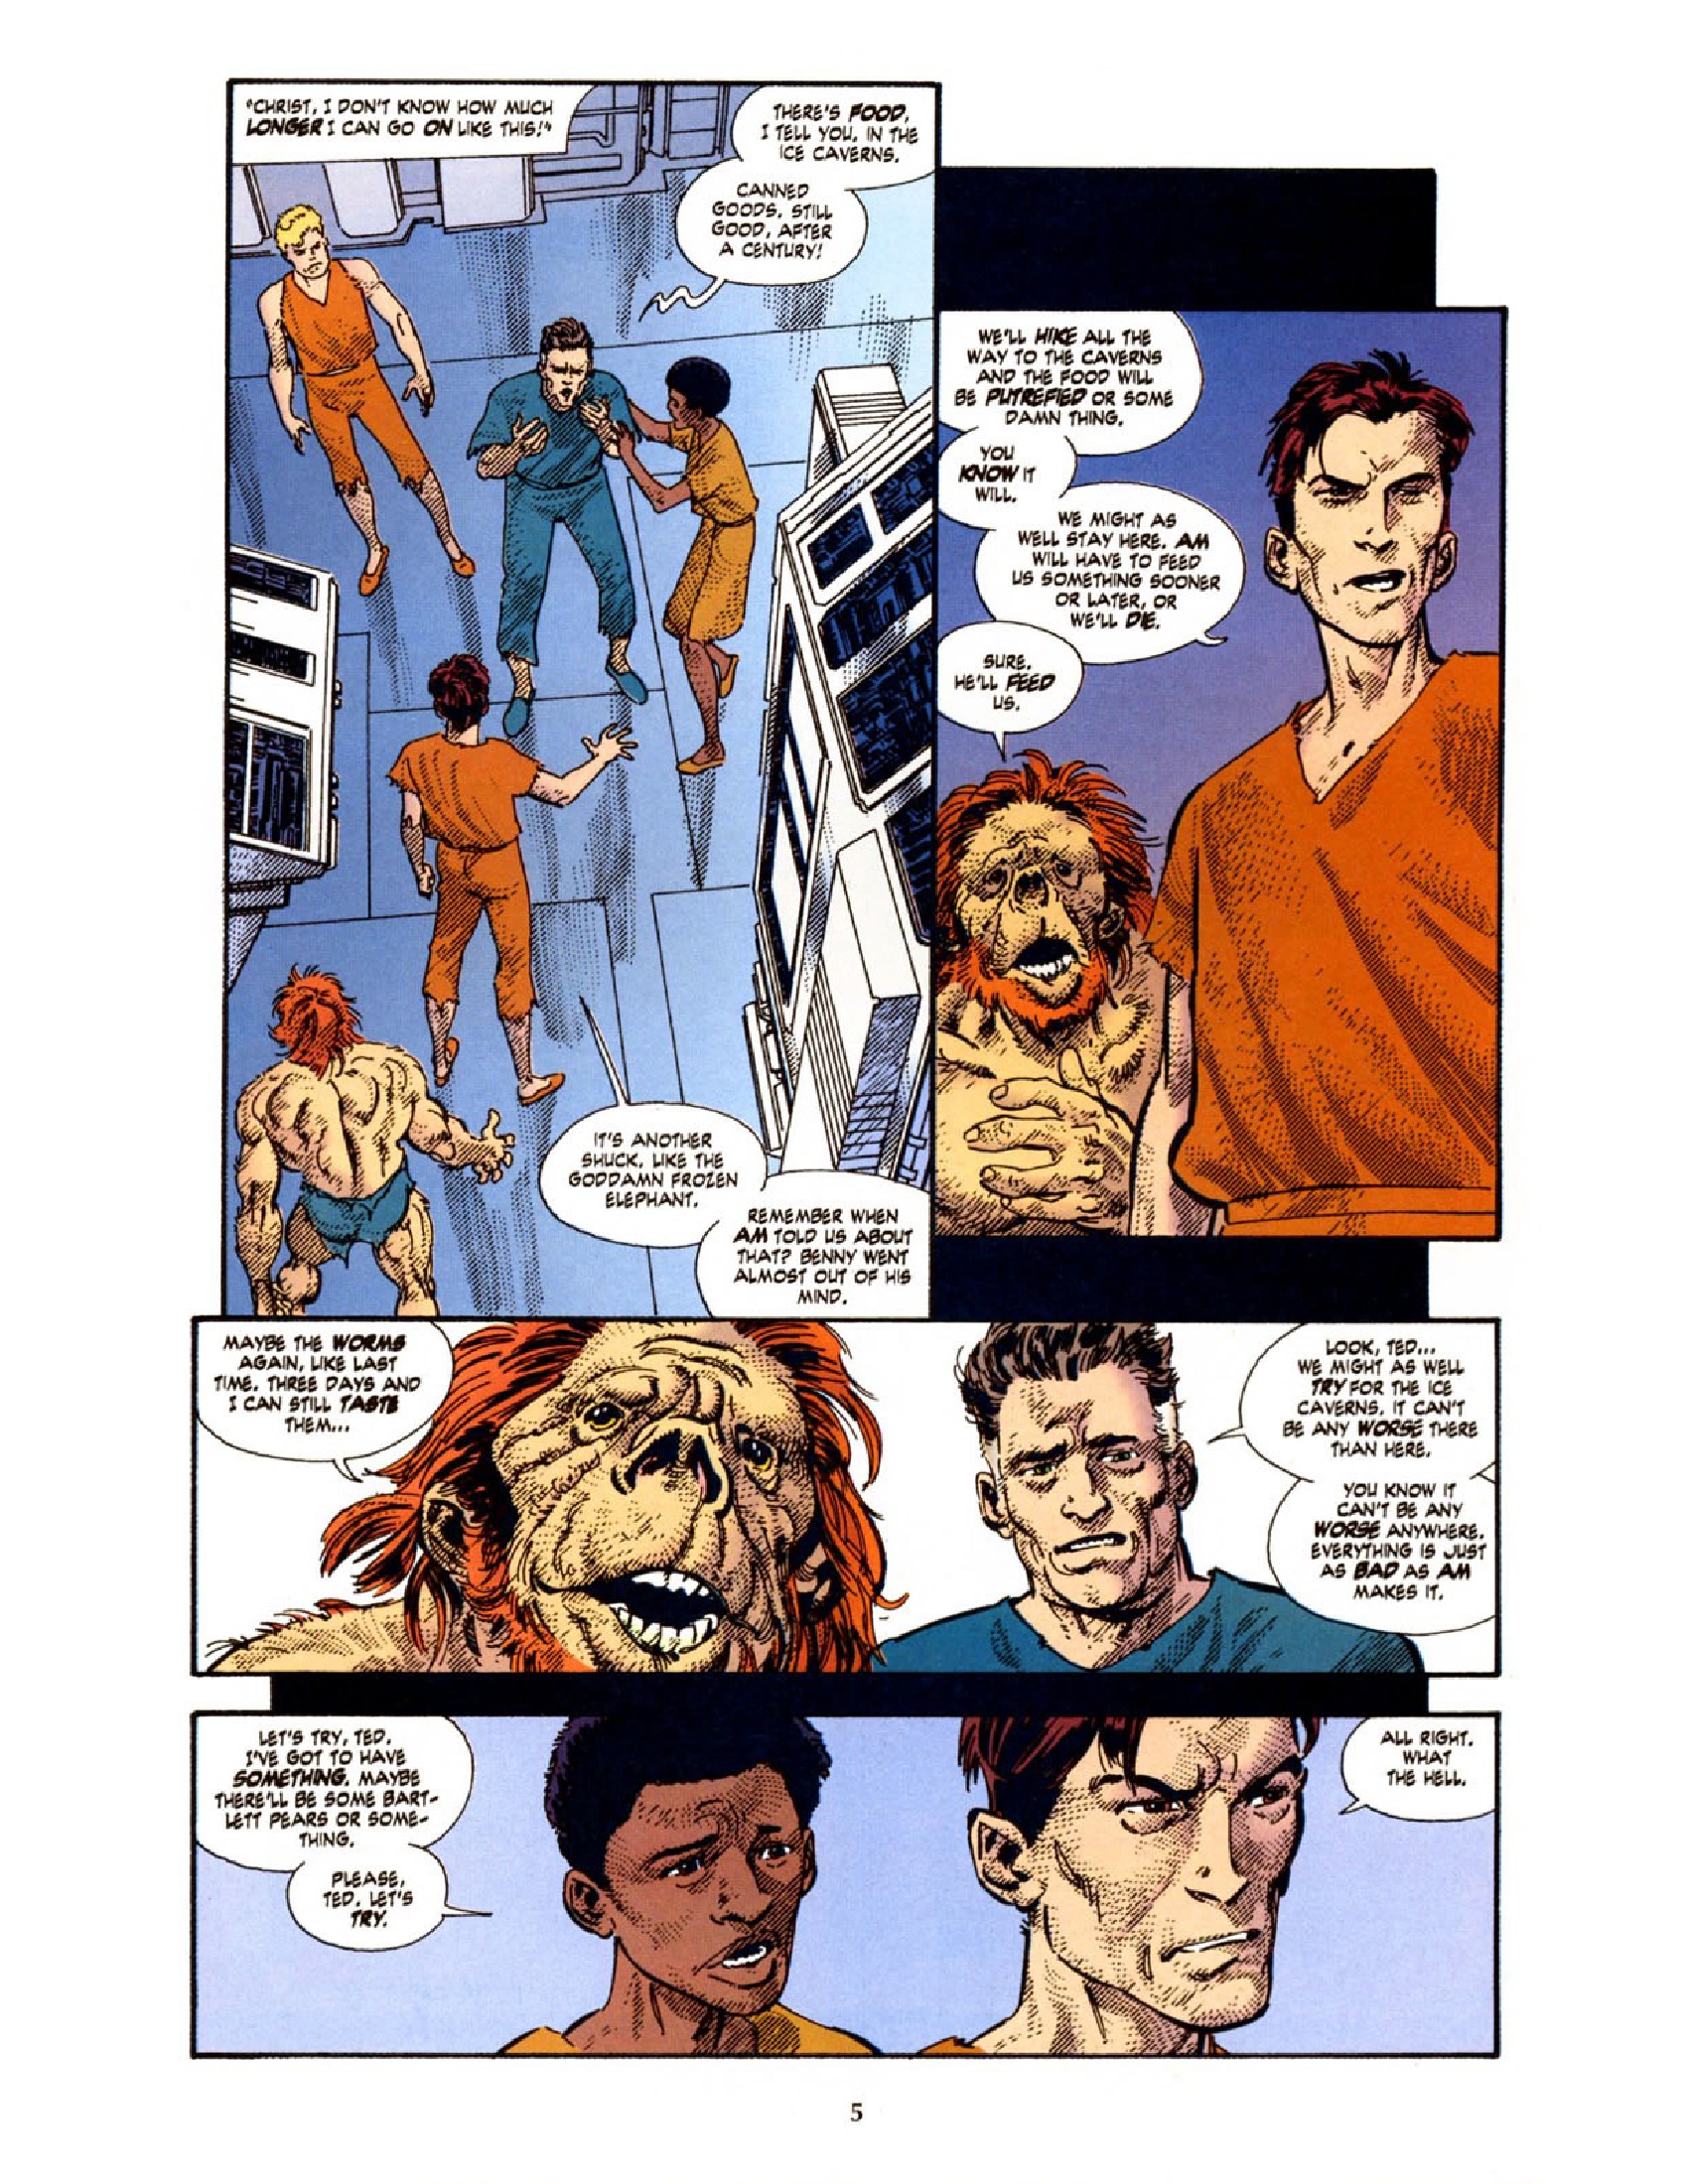 "CHRIST, I DON'T KNOW HOW MUCH
LONGER I CAN GO ON LIKE THIS!"
THERE'S FOOD,
I TELL YOU, IN THE
ICE CAVERNS.
CANNED
GOODS. STILL
GOOD, AFTER
A CENTURY!
IT'S ANOTHER
SHUCK, LIKE THE
GODDAMN FROZEN
ELEPHANT.
REMEMBER WHEN
AM TOLD US ABOUT
THAT? BENNY WENT
ALMOST OUT OF HIS
MIND.
WE'LL HIKE ALL THE
WAY TO THE CAVERNS
AND THE FOOD WILL
BE PUTREFIED OR SOME
DAMN THING.
YOU
KNOW IT
WILL.
WE MIGHT AS
WELL STAY HERE. AM
WILL HAVE TO FEED
US SOMETHING SOONER
OR LATER, OR
WE'LL DIE.
SURE.
HE'LL FEED
US.
MAYBE THE WORMS
AGAIN, LIKE LAST
TIME. THREE DAYS AND
I CAN STILL TASTE
THEM...
LOOK, TED...
WE MIGHT AS WELL
TRY FOR THE ICE
CAVERNS. IT CAN'T
BE ANY WORSE THERE
THAN HERE.
YOU KNOW IT
CAN'T BE ANY
WORSE ANYWHERE.
EVERYTHING IS JUST
AS BAD AS AM
MAKES IT.
LET'S TRY, TED.
I'VE GOT TO HAVE
SOMETHING. MAYBE
THERE'LL BE SOME BART-
LETT PEARS OR SOME-
THING.
PLEASE,
TED. LET'S
TRY.
ALL RIGHT.
WHAT
THE HELL.
5